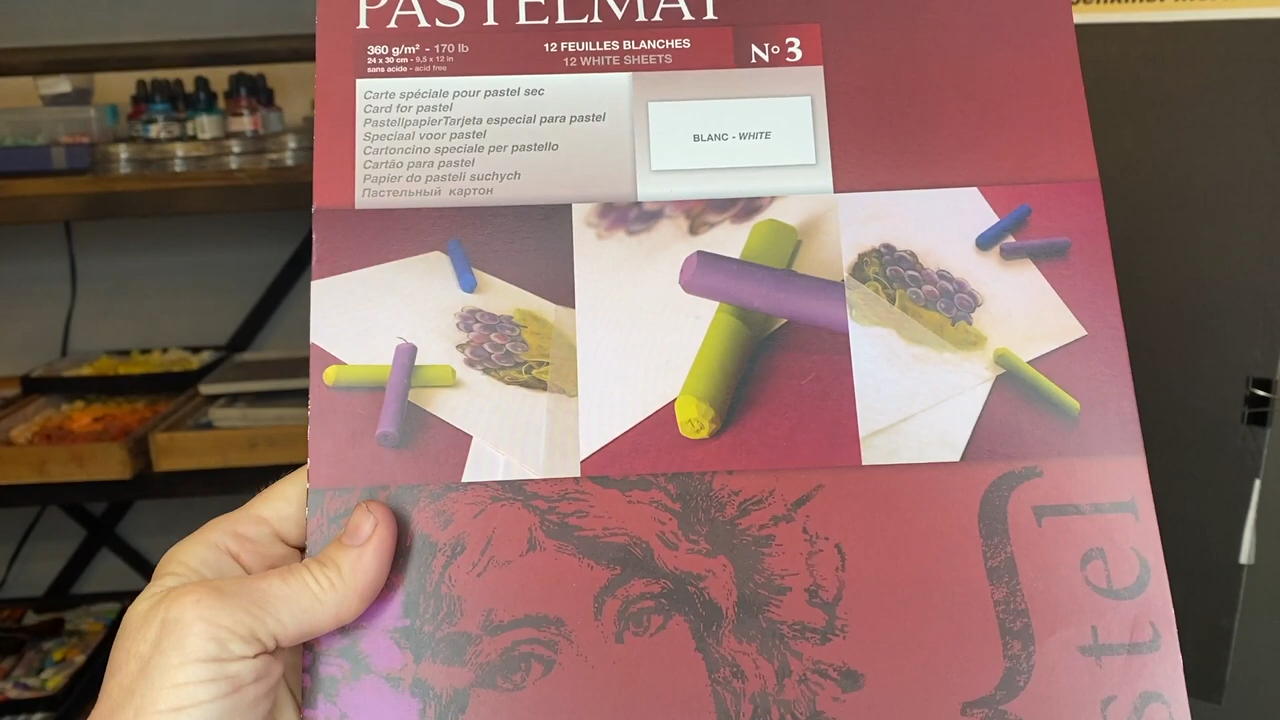 PASTELMAT
360 g/m² - 170 lb
24 x 30 cm - 9,5 x 12 in
sans acide - acid free
12 FEUILLES BLANCHES
12 WHITE SHEETS
N° 3
Carte spéciale pour pastel sec
Card for pastel
PastellpapierTarjeta especial para pastel
Speciaal voor pastel
Cartoncino speciale per pastello
Cartão para pastel
Papier do pasteli suchych
Пастельный картон
BLANC - WHITE
stel